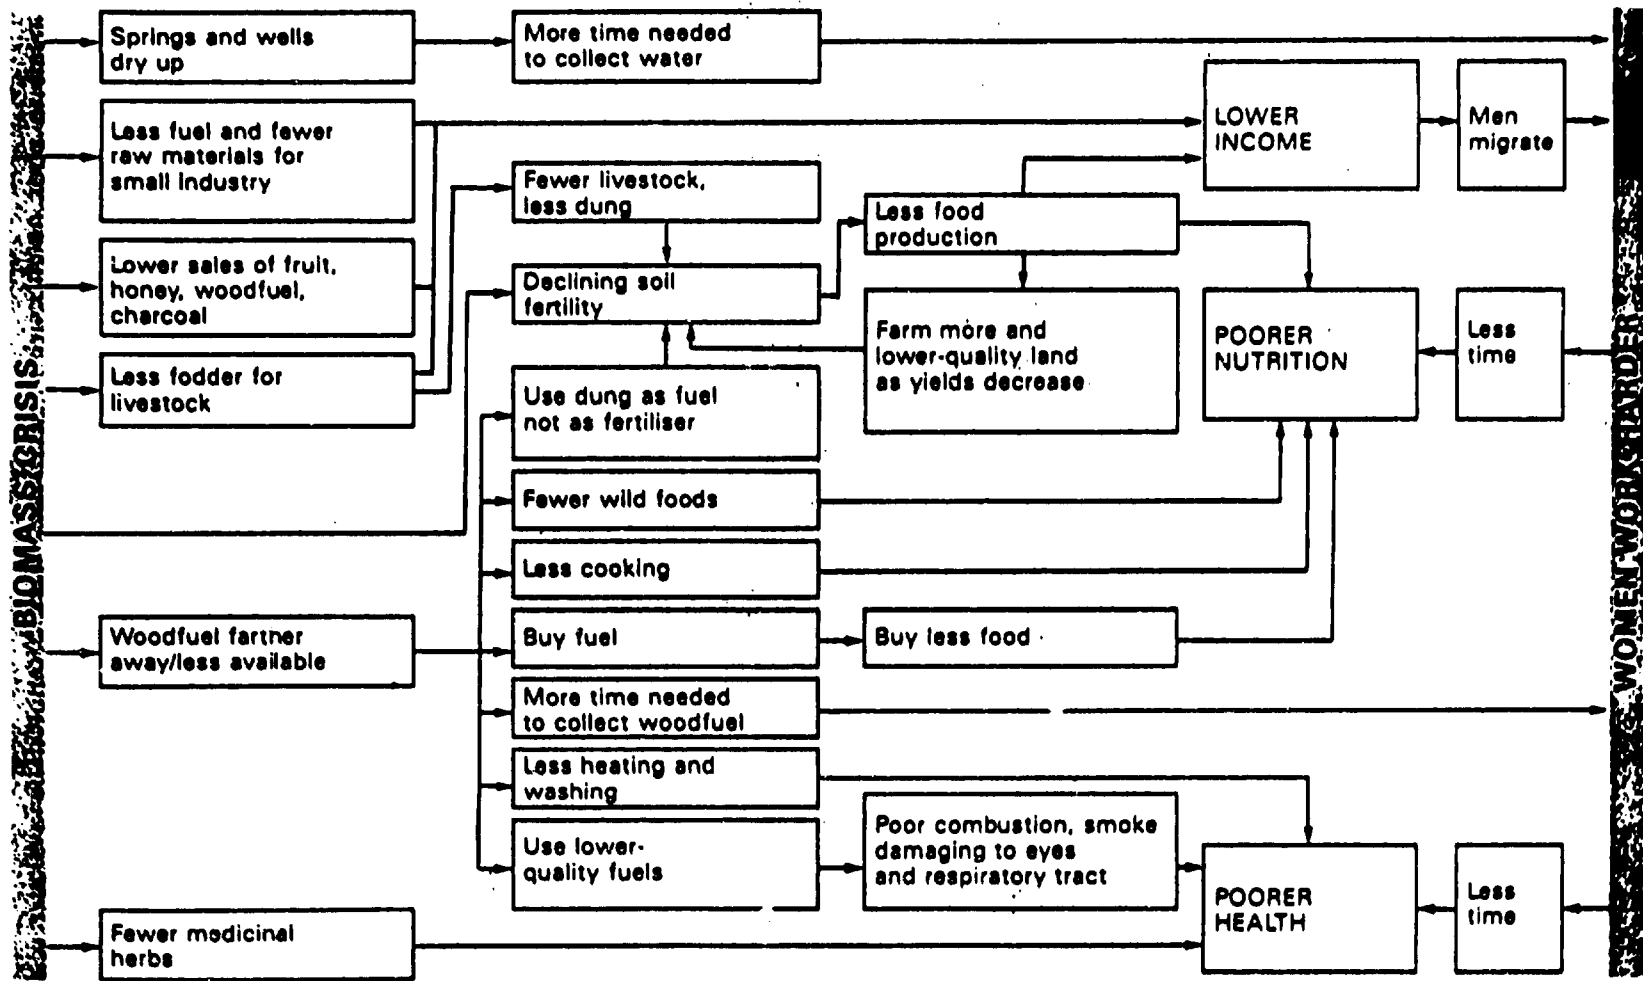 BIOMASS CRISIS
Springs and wells
dry up
More time needed
to collect water
Less fuel and fewer
raw materials for
small industry
LOWER
INCOME
Men
migrate
Fewer livestock,
less dung
Less food
production
Lower sales of fruit,
honey, woodfuel,
charcoal
Declining soil
fertility
Farm more and
lower-quality land
as yields decrease
POORER
NUTRITION
Less
time
Less fodder for
livestock
Use dung as fuel
not as fertiliser
Fewer wild foods
Less cooking
Woodfuel farther
away/less available
Buy fuel
Buy less food
More time needed
to collect woodfuel
Less heating and
washing
Use lower-
quality fuels
Poor combustion, smoke
damaging to eyes
and respiratory tract
POORER
HEALTH
Less
time
Fewer medicinal
herbs
WOMEN WORK HARDER